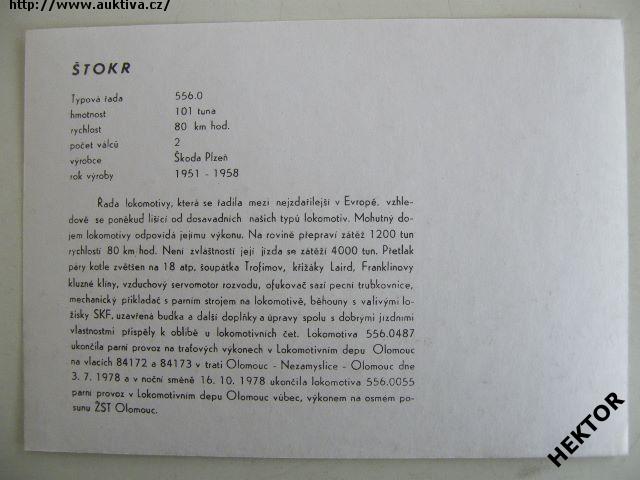 http://www.auktiva.cz/
ŠTOKR
Typová řada 556.0
hmotnost 101 tuna
rychlost 80 km hod.
počet válců 2
výrobce Škoda Plzeň
rok výroby 1951 - 1958
Řada lokomotivy, která se řadila mezi nejzdařilejší v Evropě, vzhle-
dově se poněkud lišící od dosavadních našich typů lokomotiv. Mohutný do-
jem lokomotivy odpovídá jejímu výkonu. Na rovině přepraví zátěž 1200 tun
rychlostí 80 km hod. Není zvláštností její jízda se zátěží 4000 tun. Přetlak
páry kotle zvětšen na 18 atp, šoupátka Trofimov, křižáky Laird, Franklinovy
kluzné klíny, vzduchový servomotor rozvodu, ofukovač sazí pecní trubkovnice,
mechanický přikladač s parním strojem na lokomotivě, běhouny s valivými lo-
žisky SKF, uzavřená budka a další doplňky a úpravy spolu s dobrými jízdními
vlastnostmi přispěly k oblibě u lokomotivních čet. Lokomotiva 556.0487
ukončila parní provoz na traťových výkonech v Lokomotivním depu Olomouc
na vlacích 84172 a 84173 v trati Olomouc - Nezamyslice - Olomouc dne
3. 7. 1978 a v noční směně 16. 10. 1978 ukončila lokomotiva 556.0055
parní provoz v Lokomotivním depu Olomouc vůbec, výkonem na osmém po-
sunu ŽST Olomouc.
HEKTOR